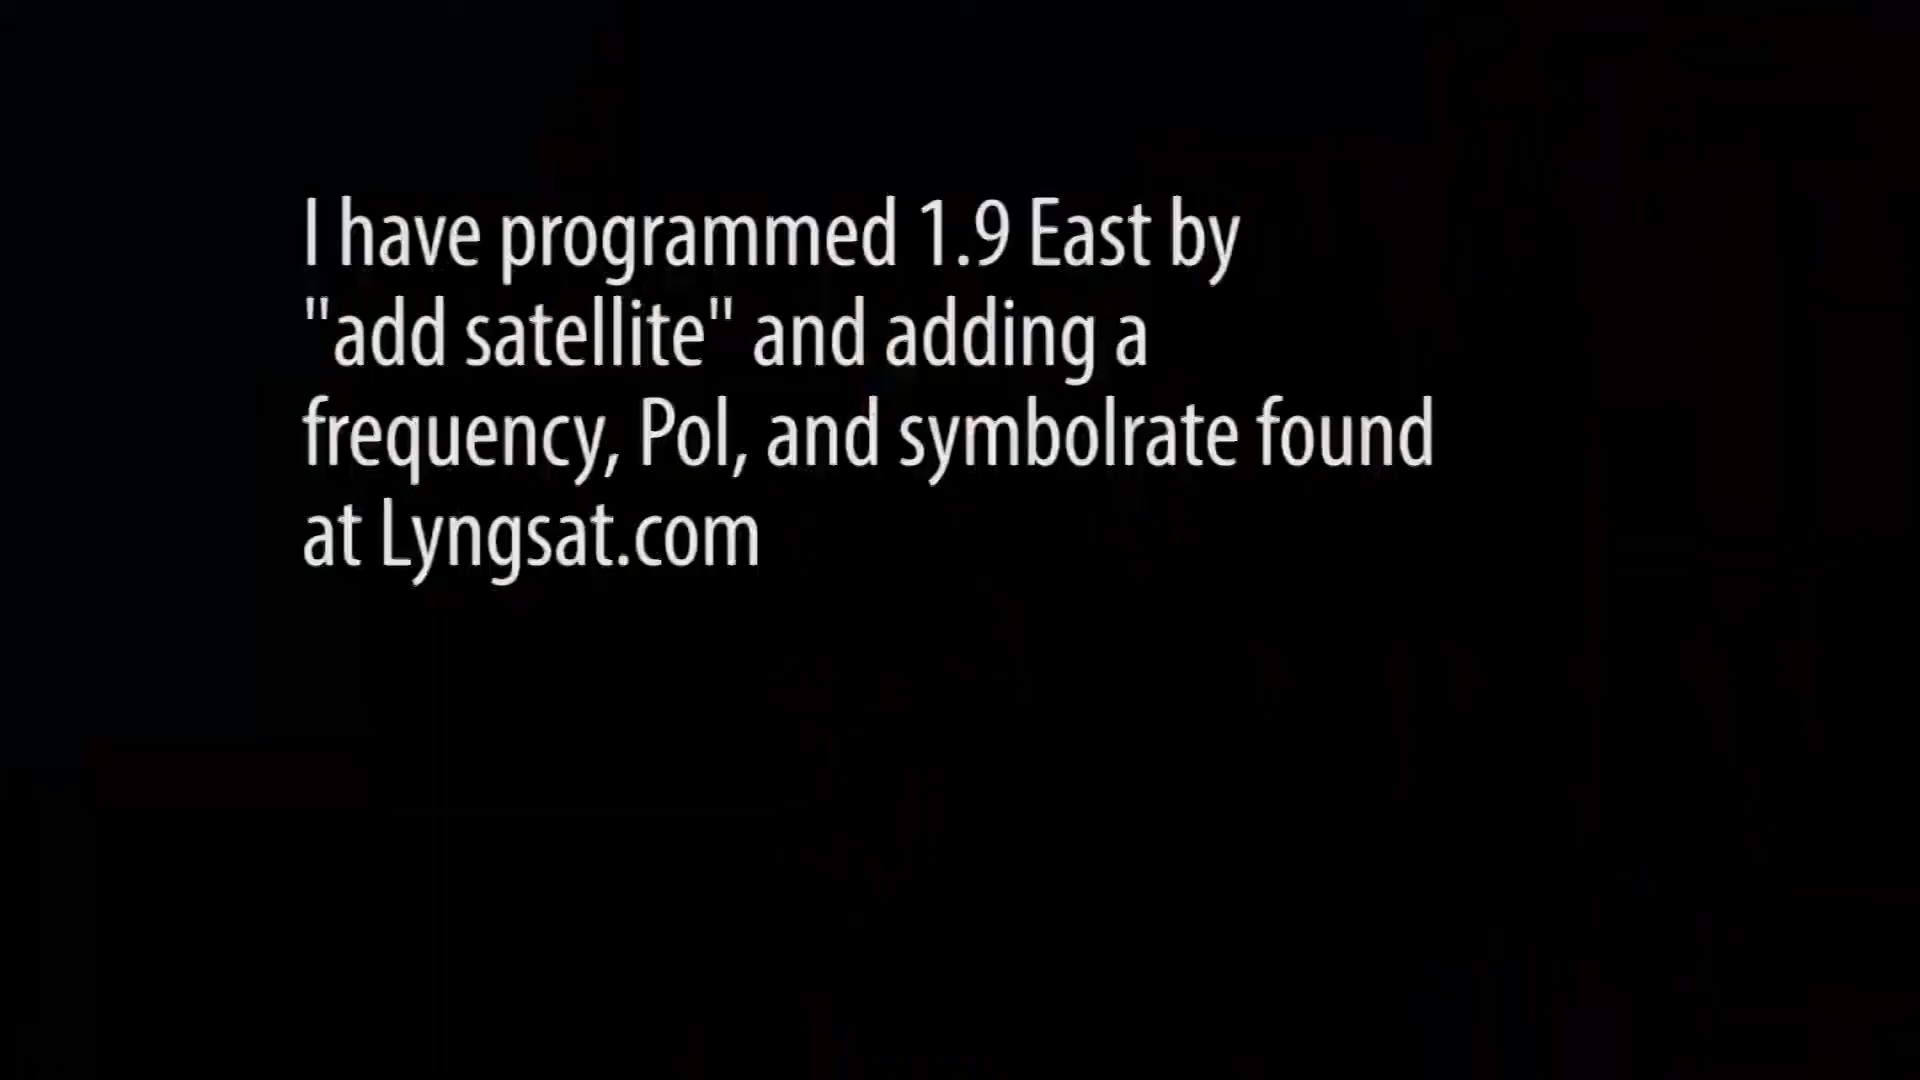 I have programmed 1.9 East by
"add satellite" and adding a
frequency, Pol, and symbolrate found
at Lyngsat.com